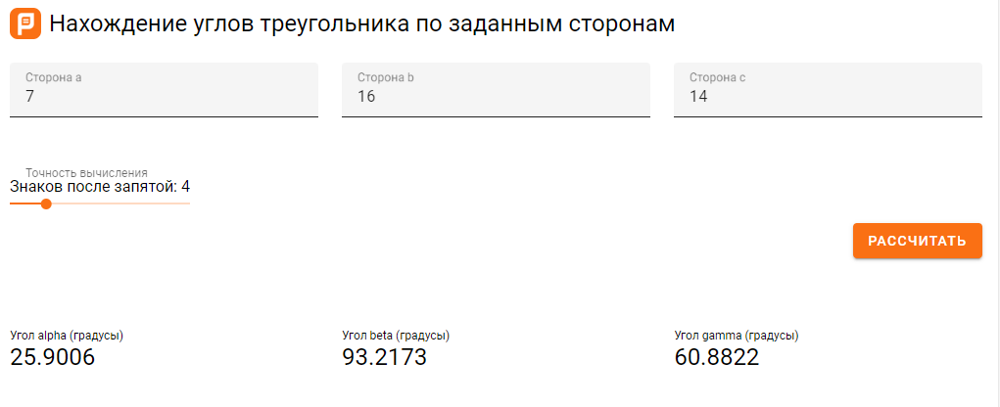 Нахождение углов треугольника по заданным сторонам
Сторона a
7
Сторона b
16
Сторона c
14
Точность вычисления
Знаков после запятой: 4
РАССЧИТАТЬ
Угол alpha (градусы)
25.9006
Угол beta (градусы)
93.2173
Угол gamma (градусы)
60.8822